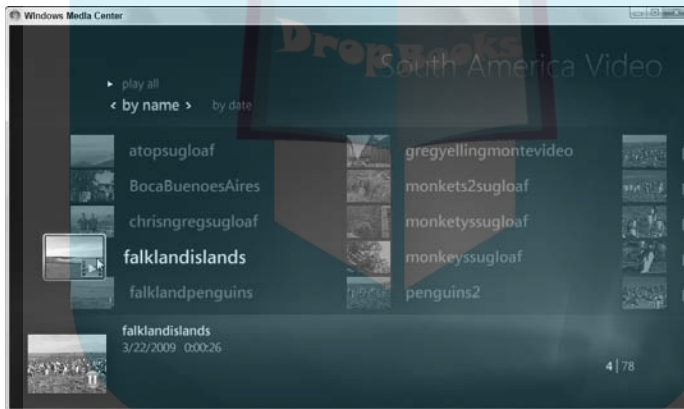 Windows Media Center
DropBooks
South America Video
play all
by name
by date
atopsugloaf
BocaBuenoesAires
chrisngregsugloaf
falklandislands
falklandpenguins
gregyellingmontevideo
monkets2sugloaf
monketyssugloaf
monkeyssugloaf
penguins2
falklandislands
3/22/2009 0:00:26
4 | 78